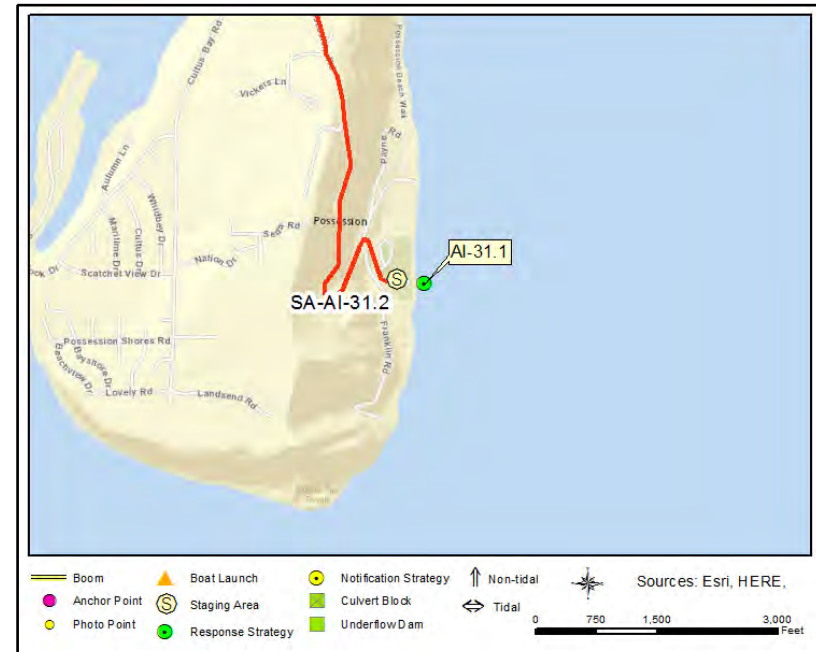 Cultus Bay Rd
Vickers Ln
Possession Beach Walk
Payne Rd
Autumn Ln
Whidbey Dr
Cultus Dr
Maritime Dr
Possession
Nation Dr
Scatchet View Dr
AI-31.1
S
SA-AI-31.2
Franklin Rd
Possession Shores Rd
Bayshore Dr
Beachview Dr
Lovely Rd
Landsend Rd
Boom
Boat Launch
Notification Strategy
Non-tidal
Sources: Esri, HERE,
Anchor Point
S Staging Area
Culvert Block
Tidal
Photo Point
Response Strategy
Underflow Dam
0 750 1,500 3,000
Feet